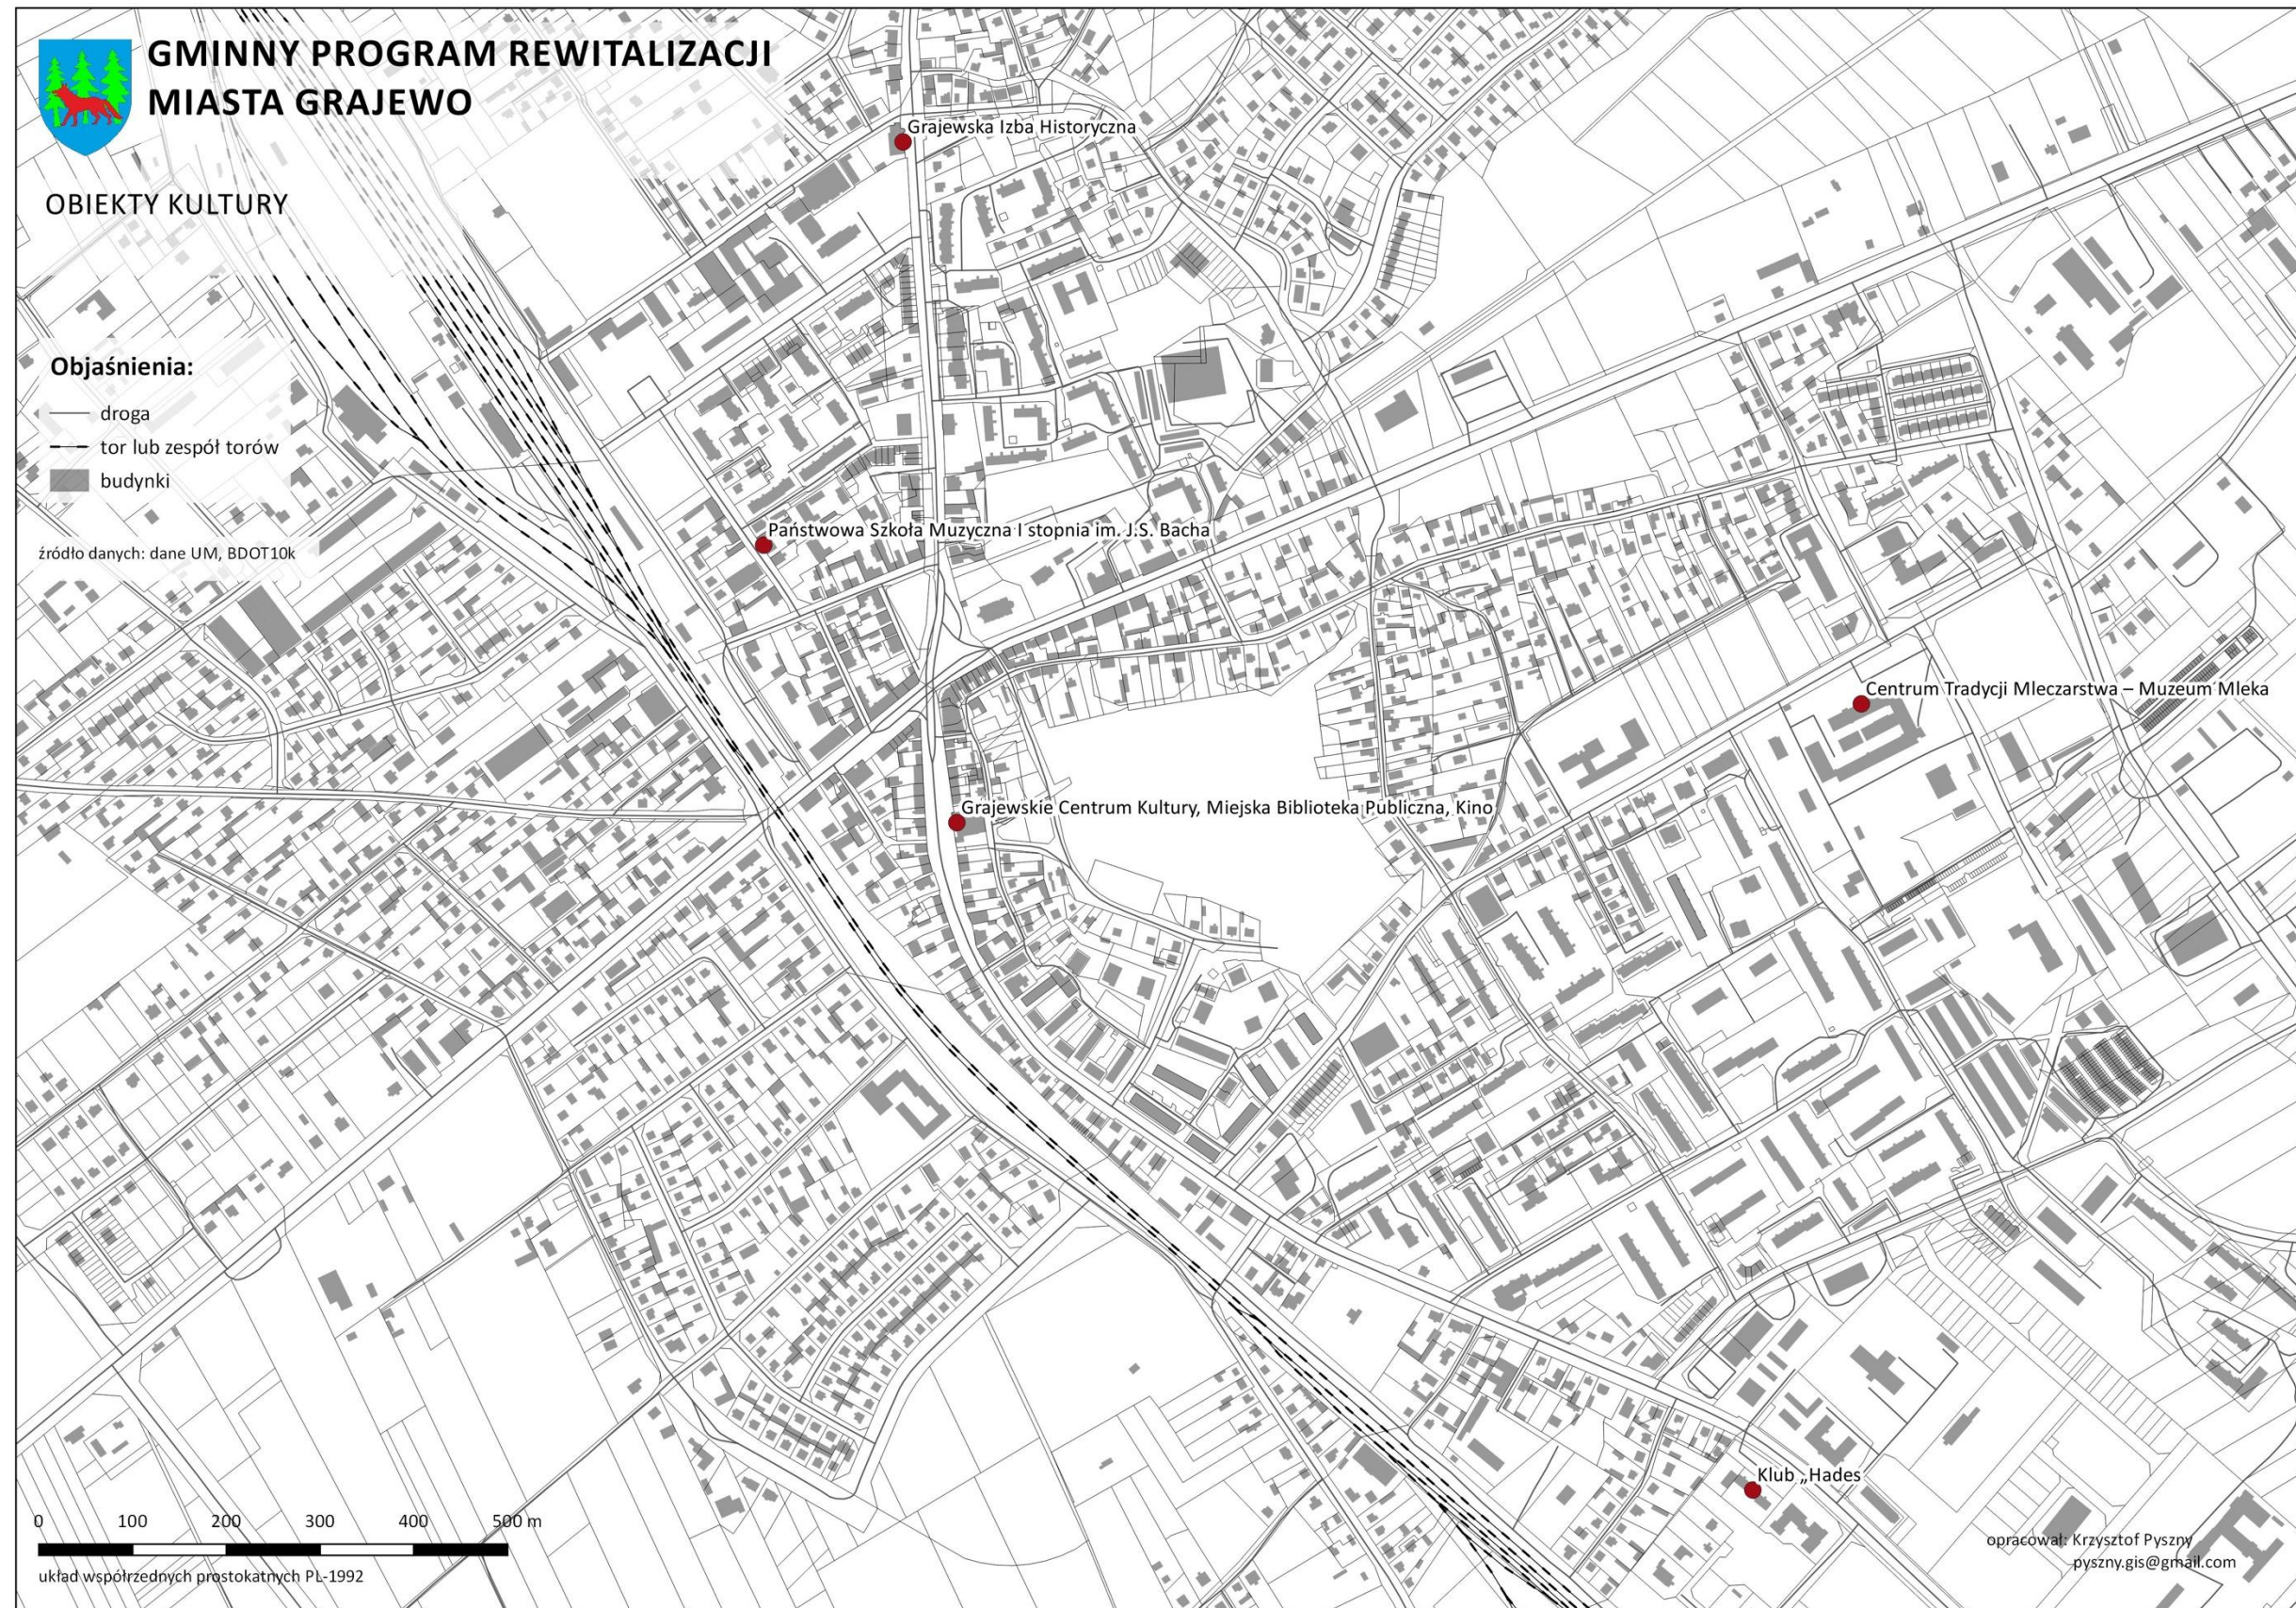 GMINNY PROGRAM REWITALIZACJI
MIASTA GRAJEWO
OBIEKTY KULTURY
Objaśnienia:
droga
tor lub zespół torów
budynki
źródło danych: dane UM, BDOT10k
Grajewska Izba Historyczna
Państwowa Szkoła Muzyczna I stopnia im. J.S. Bacha
Centrum Tradycji Mleczarstwa – Muzeum Mleka
Grajewskie Centrum Kultury, Miejska Biblioteka Publiczna, Kino
Klub „Hades
0 100 200 300 400 500 m
układ współrzednych prostokatnych PL-1992
opracował: Krzysztof Pyszny
pyszny.gis@gmail.com